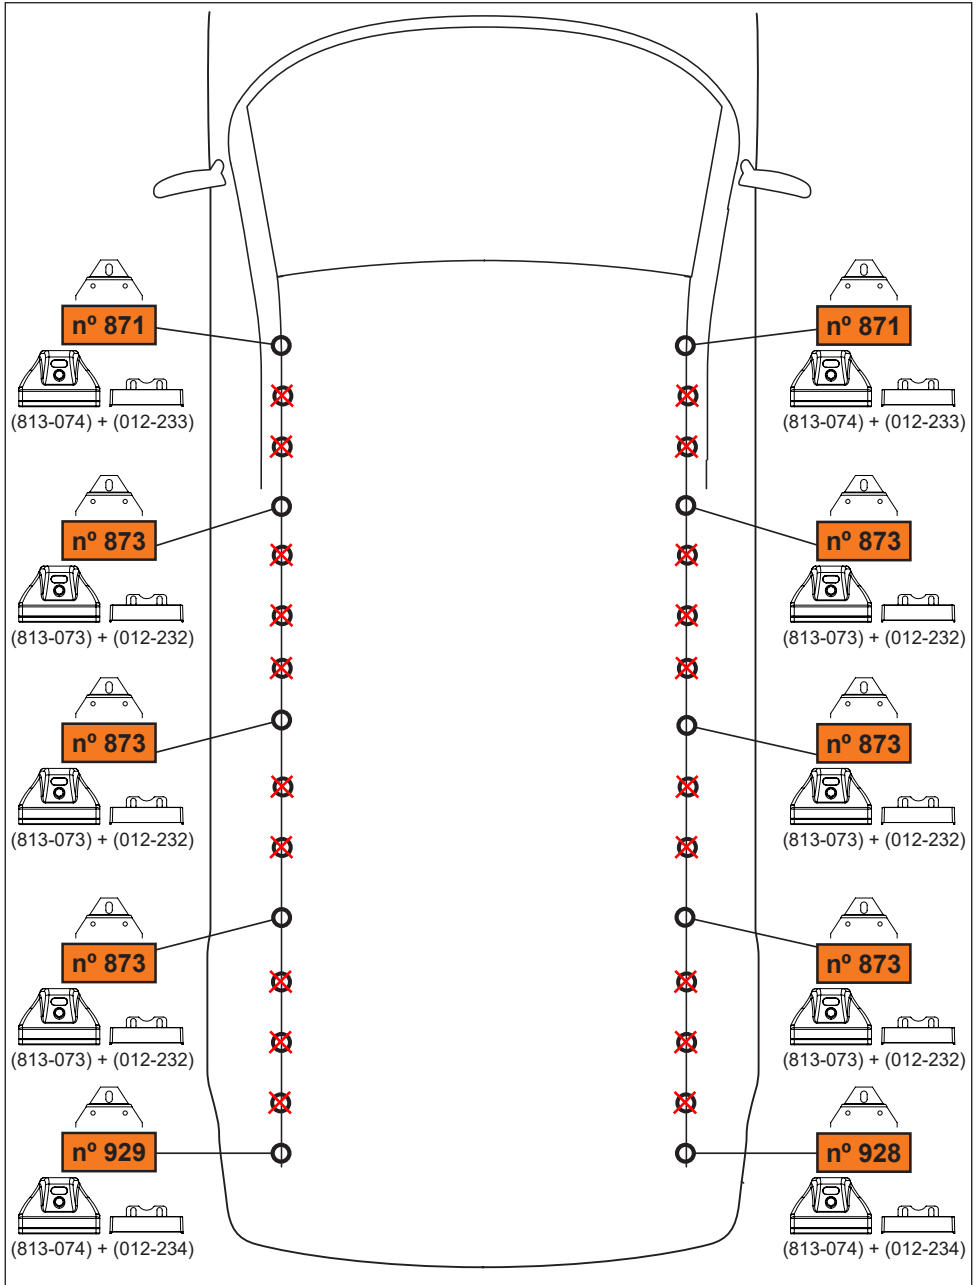 nº 871
nº 871
(813-074) + (012-233)
(813-074) + (012-233)
nº 873
nº 873
(813-073) + (012-232)
(813-073) + (012-232)
nº 873
nº 873
(813-073) + (012-232)
(813-073) + (012-232)
nº 873
nº 873
(813-073) + (012-232)
(813-073) + (012-232)
nº 929
nº 928
(813-074) + (012-234)
(813-074) + (012-234)